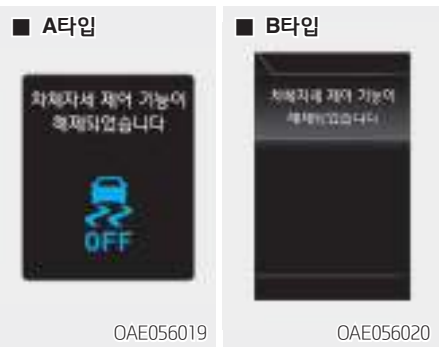 ■ A타입
차체자세 제어 기능이
해제되었습니다
OFF
OAE056019
■ B타입
차체자세 제어 기능이
해제되었습니다
OAE056020